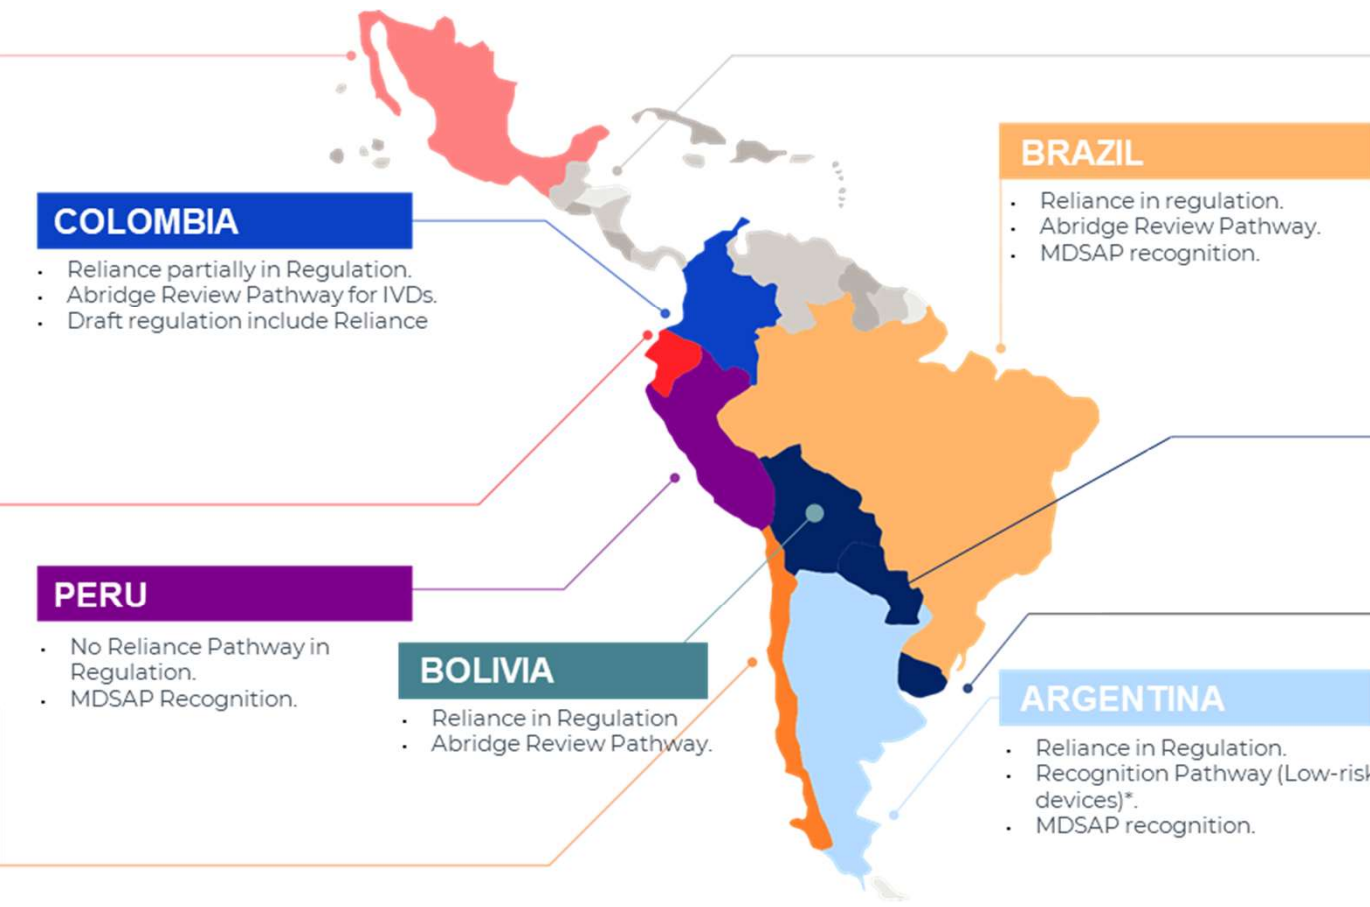 COLOMBIA
· Reliance partially in Regulation.
· Abridge Review Pathway for IVDs.
· Draft regulation include Reliance
PERU
· No Reliance Pathway in
Regulation.
· MDSAP Recognition.
BOLIVIA
· Reliance in Regulation
· Abridge Review Pathway.
BRAZIL
· Reliance in regulation.
· Abridge Review Pathway.
· MDSAP recognition.
ARGENTINA
· Reliance in Regulation.
· Recognition Pathway (Low-risk
devices)*.
· MDSAP recognition.